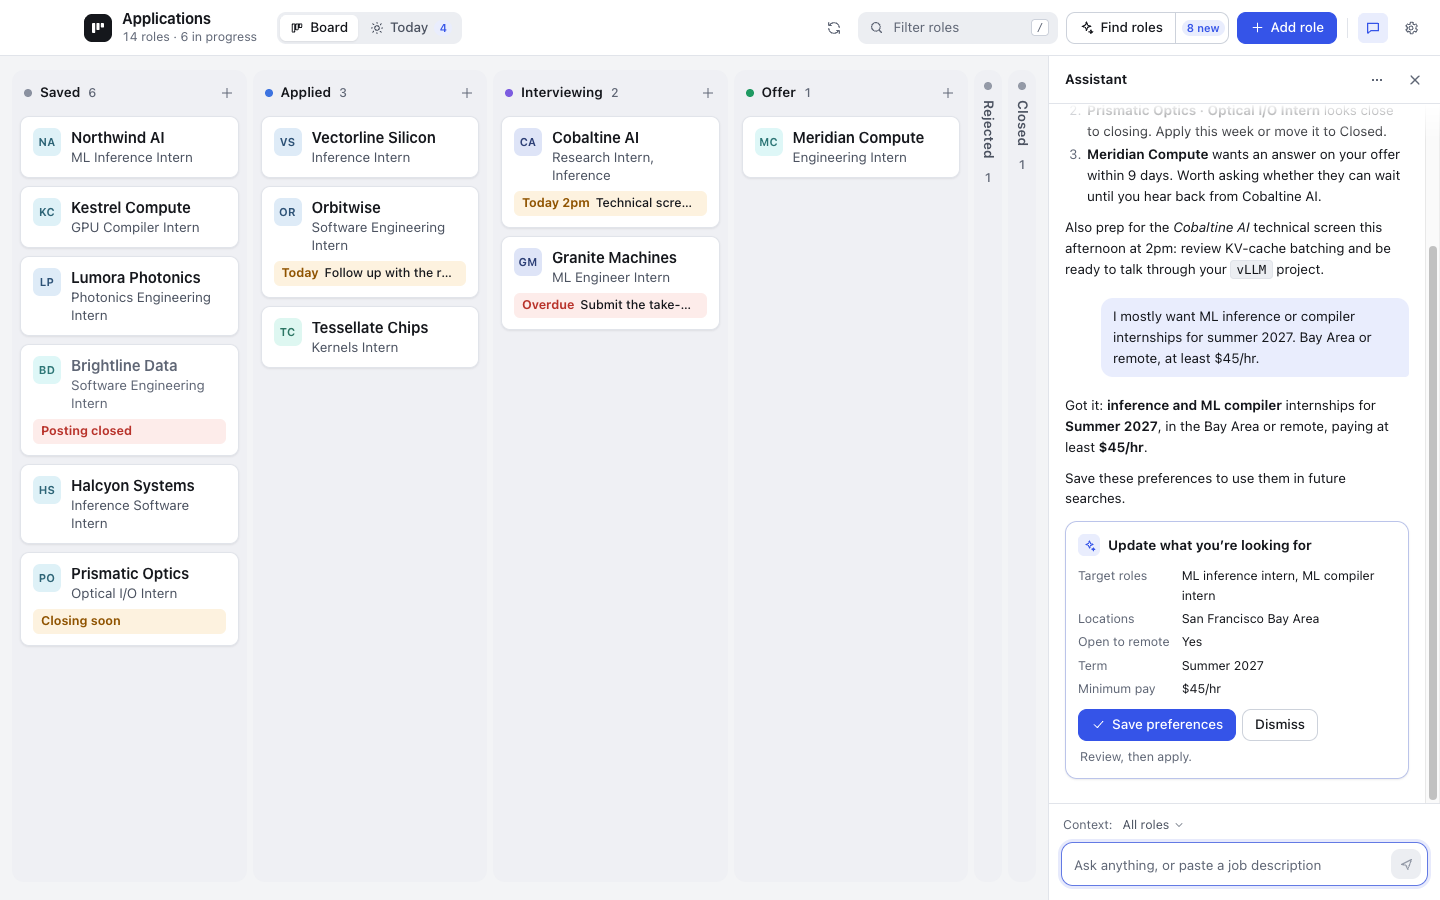 Applications
14 roles · 6 in progress
Board
Today 4
Filter roles /
Find roles
8 new
Add role
Saved 6
NA
Northwind AI
ML Inference Intern
KC
Kestrel Compute
GPU Compiler Intern
LP
Lumora Photonics
Photonics Engineering
Intern
BD
Brightline Data
Software Engineering
Intern
Posting closed
HS
Halcyon Systems
Inference Software
Intern
PO
Prismatic Optics
Optical I/O Intern
Closing soon
Applied 3
VS
Vectorline Silicon
Inference Intern
OR
Orbitwise
Software Engineering
Intern
Today Follow up with the r...
TC
Tessellate Chips
Kernels Intern
Interviewing 2
CA
Cobaltine AI
Research Intern,
Inference
Today 2pm Technical scre...
GM
Granite Machines
ML Engineer Intern
Overdue Submit the take-...
Offer 1
MC
Meridian Compute
Engineering Intern
Rejected 1
Closed 1
Assistant
2. Prismatic Optics · Optical I/O Intern looks close
to closing. Apply this week or move it to Closed.
3. Meridian Compute wants an answer on your offer
within 9 days. Worth asking whether they can wait
until you hear back from Cobaltine AI.
Also prep for the Cobaltine AI technical screen this
afternoon at 2pm: review KV-cache batching and be
ready to talk through your vLLM project.
I mostly want ML inference or compiler
internships for summer 2027. Bay Area or
remote, at least $45/hr.
Got it: inference and ML compiler internships for
Summer 2027, in the Bay Area or remote, paying at
least $45/hr.
Save these preferences to use them in future
searches.
Update what you're looking for
Target roles ML inference intern, ML compiler
intern
Locations San Francisco Bay Area
Open to remote Yes
Term Summer 2027
Minimum pay $45/hr
Save preferences
Dismiss
Review, then apply.
Context: All roles
Ask anything, or paste a job description